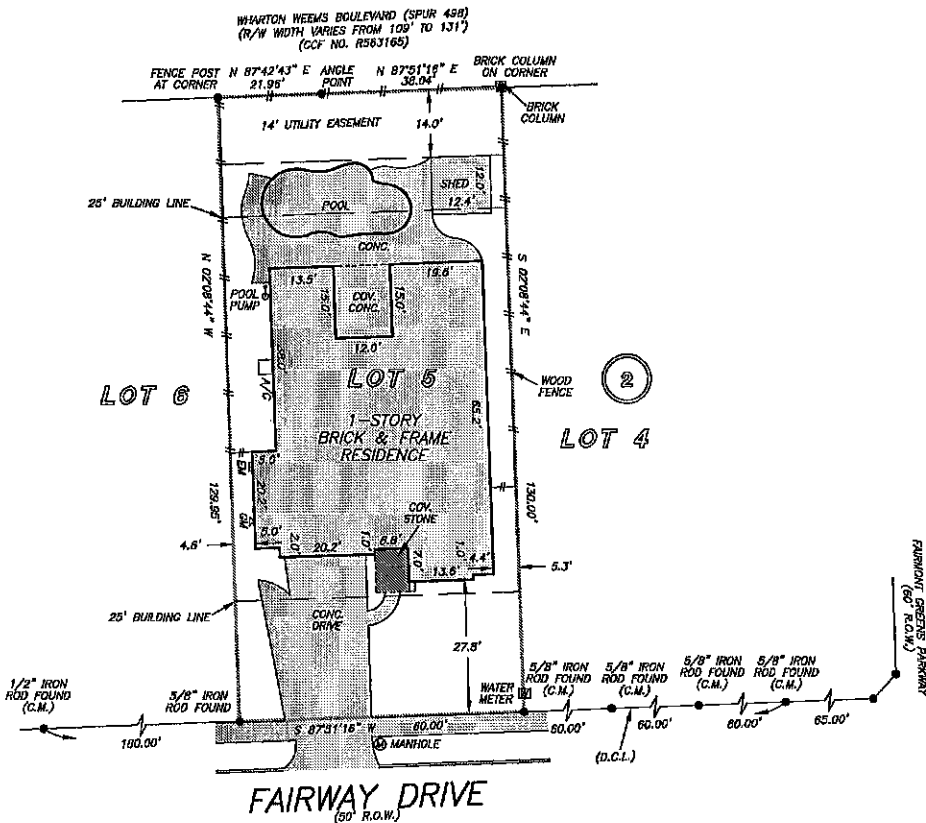 WHARTON WEEMS BOULEVARD (SPUR 498)
(R/W WIDTH VARIES FROM 109' TO 131')
(CCF NO. R563165)
FENCE POST
AT CORNER
N 87°42'43" E
21.96'
ANGLE
POINT
N 87°51'16" E
38.04'
BRICK COLUMN
ON CORNER
BRICK
COLUMN
14' UTILITY EASEMENT
14.0'
SHED
12.0'
12.4'
POOL
25' BUILDING LINE
CONC.
N 02°08'44" W
S 02°08'44" E
13.5'
19.6'
POOL
PUMP
15.0'
COV.
CONC.
15.0'
12.0'
A/C
LOT 6
LOT 5
2
WOOD
FENCE
LOT 4
1-STORY
BRICK & FRAME
RESIDENCE
65.2'
EM
5.0'
20.2'
GM
COV.
STONE
129.95'
130.00'
4.6'
5.0'
2.0'
20.2'
1.0'
6.8'
7.0'
1.0'
4.4'
13.6'
5.3'
25' BUILDING LINE
CONC.
DRIVE
27.8'
FAIRMONT GREENS PARKWAY
(60' R.O.W.)
1/2" IRON
ROD FOUND
(C.M.)
5/8" IRON
ROD FOUND
WATER
METER
5/8" IRON
ROD FOUND
(C.M.)
5/8" IRON
ROD FOUND
(C.M.)
5/8" IRON
ROD FOUND
(C.M.)
5/8" IRON
ROD FOUND
(C.M.)
180.00'
S 87°51'16" W
60.00'
60.00'
60.00'
60.00'
65.00'
M MANHOLE
(D.C.L.)
FAIRWAY DRIVE
(50' R.O.W.)